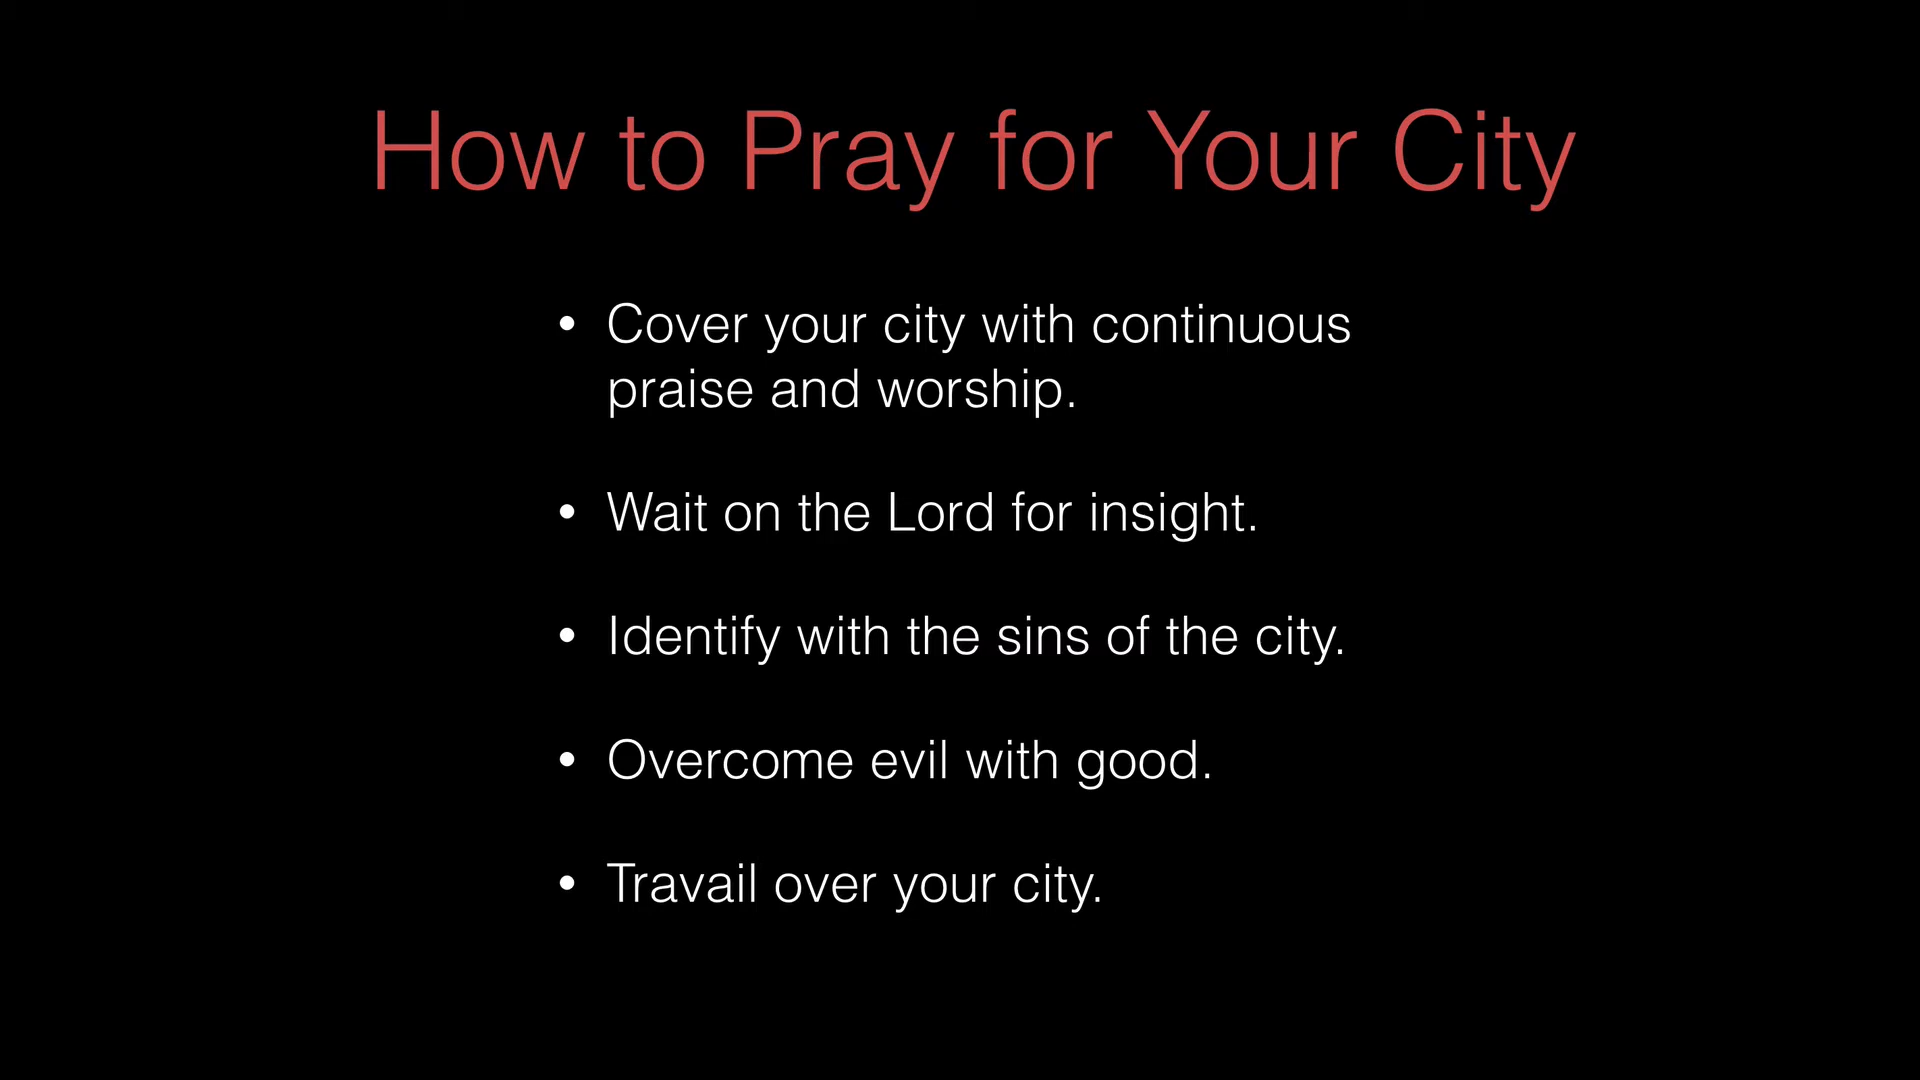 How to Pray for Your City
• Cover your city with continuous
praise and worship.
• Wait on the Lord for insight.
• Identify with the sins of the city.
• Overcome evil with good.
• Travail over your city.